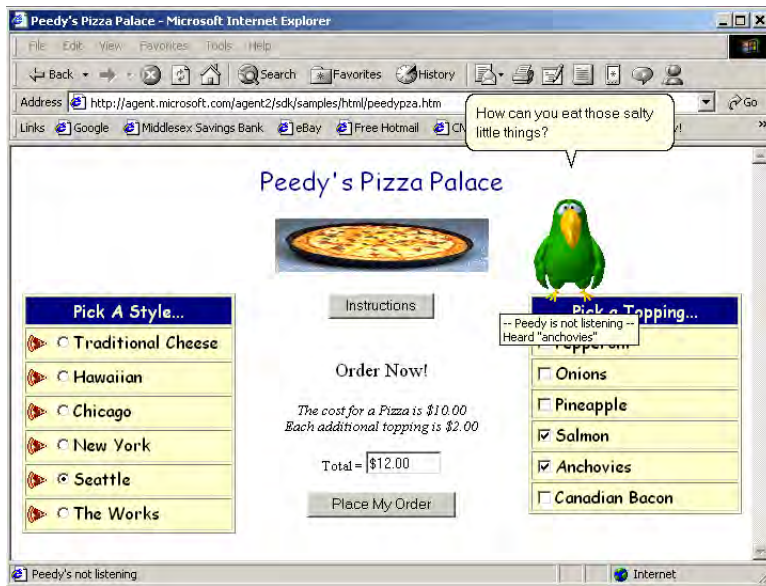 Peedy's Pizza Palace - Microsoft Internet Explorer
File Edit View Favorites Tools Help
Back Search Favorites History
Address http://agent.microsoft.com/agent2/sdk/samples/html/peedypza.htm Go
Links Google Middlesex Savings Bank eBay Free Hotmail
How can you eat those salty
little things?
Peedy's Pizza Palace
Pick A Style...
Traditional Cheese
Hawaiian
Chicago
New York
Seattle
The Works
Instructions
Order Now!
The cost for a Pizza is $10.00
Each additional topping is $2.00
Total = $12.00
Place My Order
Pick a Topping...
-- Peedy is not listening --
Heard "anchovies"
Pepperoni
Onions
Pineapple
Salmon
Anchovies
Canadian Bacon
Peedy's not listening
Internet